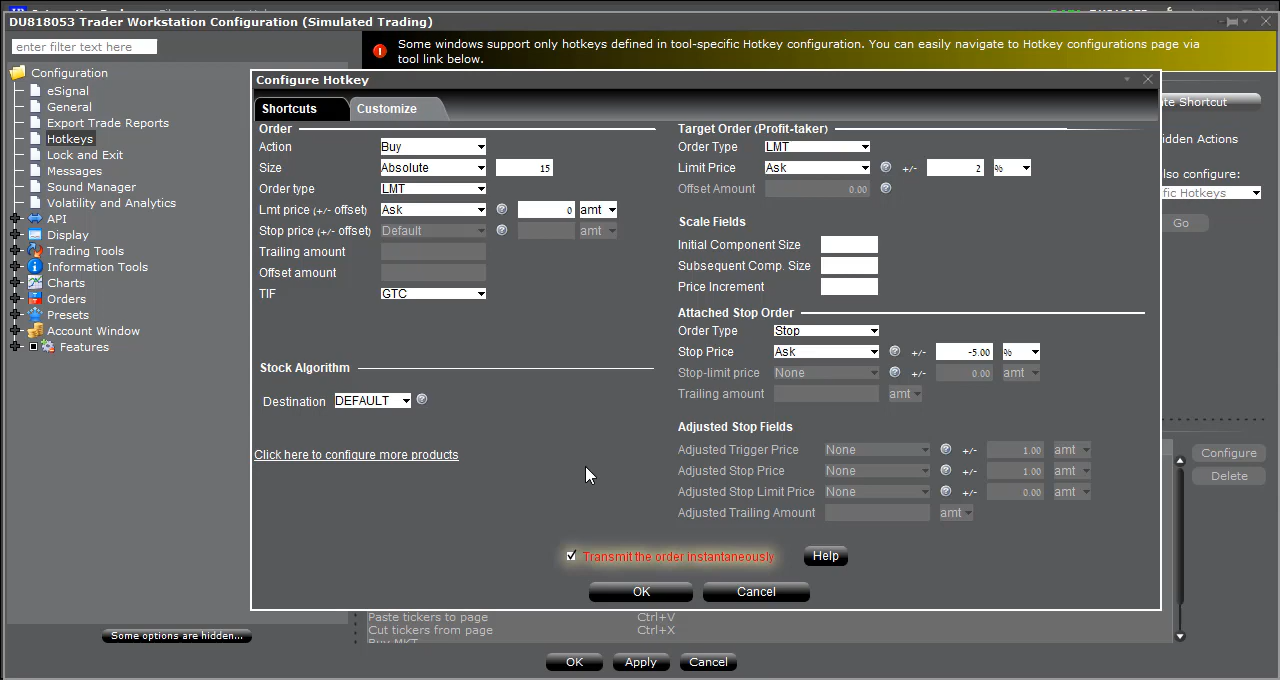 DU818053 Trader Workstation Configuration (Simulated Trading)
enter filter text here
Some windows support only hotkeys defined in tool-specific Hotkey configuration. You can easily navigate to Hotkey configurations page via
tool link below.
Configuration
eSignal
General
Export Trade Reports
Hotkeys
Lock and Exit
Messages
Sound Manager
Volatility and Analytics
API
Display
Trading Tools
Information Tools
Charts
Orders
Presets
Account Window
Features
Some options are hidden...
Configure Hotkey
Shortcuts
Customize
Order
Action Buy
Size Absolute 15
Order type LMT
Lmt price (+/- offset) Ask 0 amt
Stop price (+/- offset) Default amt
Trailing amount
Offset amount
TIF GTC
Stock Algorithm
Destination DEFAULT
Click here to configure more products
Target Order (Profit-taker)
Order Type LMT
Limit Price Ask +/- 2 %
Offset Amount 0.00
Scale Fields
Initial Component Size
Subsequent Comp. Size
Price Increment
Attached Stop Order
Order Type Stop
Stop Price Ask +/- -5.00 %
Stop-limit price None +/- 0.00 amt
Trailing amount amt
Adjusted Stop Fields
Adjusted Trigger Price None +/- 1.00 amt
Adjusted Stop Price None +/- 1.00 amt
Adjusted Stop Limit Price None +/- 0.00 amt
Adjusted Trailing Amount amt
Transmit the order instantaneously
Help
OK Cancel
te Shortcut
idden Actions
lso configure:
fic Hotkeys
Go
Configure
Delete
Paste tickers to page Ctrl+V
Cut tickers from page Ctrl+X
Buy MKT
OK Apply Cancel